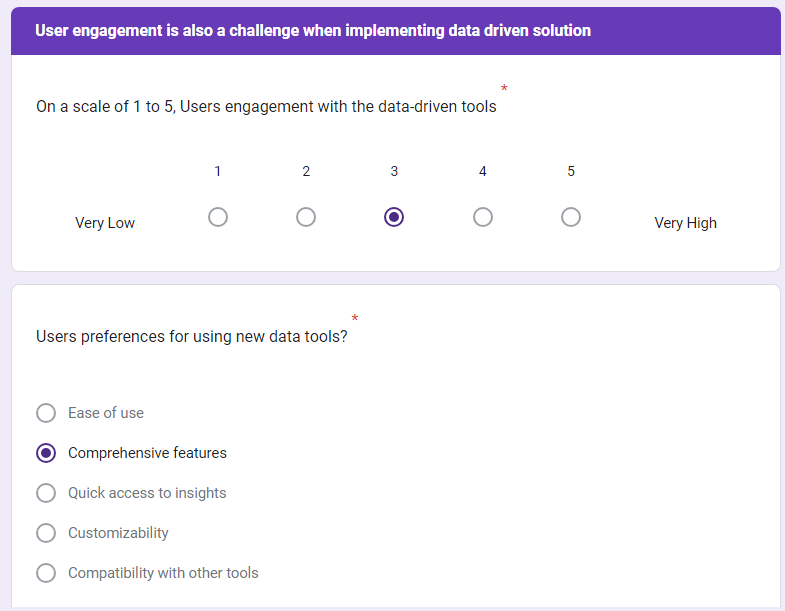 User engagement is also a challenge when implementing data driven solution
*
On a scale of 1 to 5, Users engagement with the data-driven tools
1 2 3 4 5
Very Low Very High
*
Users preferences for using new data tools?
Ease of use
Comprehensive features
Quick access to insights
Customizability
Compatibility with other tools